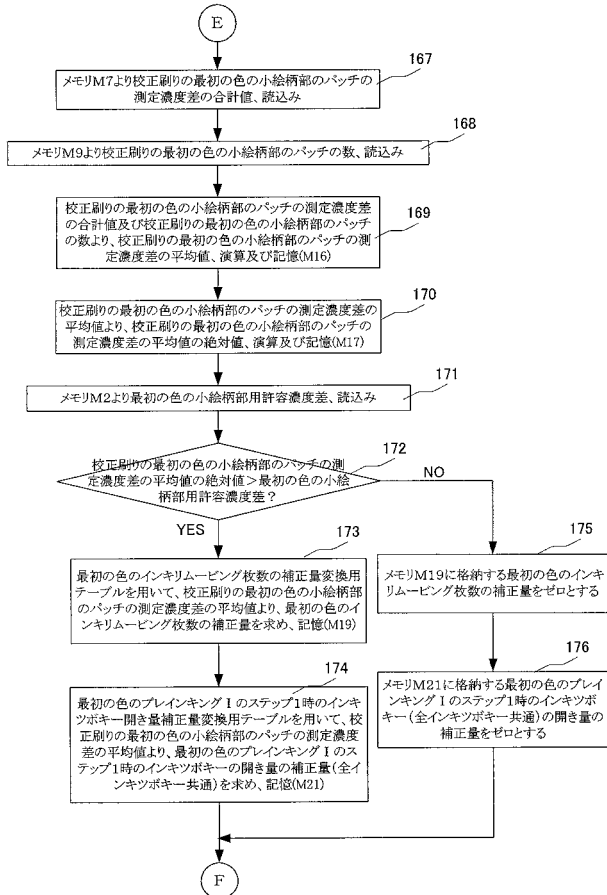 E
167
メモリM7より校正刷りの最初の色の小絵柄部のパッチの
測定濃度差の合計値、読込み
168
メモリM9より校正刷りの最初の色の小絵柄部のパッチの数、読込み
校正刷りの最初の色の小絵柄部のパッチの測定濃度差
の合計値及び校正刷りの最初の色の小絵柄部のパッチ
の数より、校正刷りの最初の色の小絵柄部のパッチの測
定濃度差の平均値、演算及び記憶(M16)
169
校正刷りの最初の色の小絵柄部のパッチの測定濃度差の
平均値より、校正刷りの最初の色の小絵柄部のパッチの
測定濃度差の平均値の絶対値、演算及び記憶(M17)
170
171
メモリM2より最初の色の小絵柄部用許容濃度差、読込み
172
校正刷りの最初の色の小絵柄部のパッチの測
定濃度差の平均値の絶対値>最初の色の小絵
柄部用許容濃度差?
NO
YES
173
最初の色のインキリムービング枚数の補正量変換用
テーブルを用いて、校正刷りの最初の色の小絵柄部
のパッチの測定濃度差の平均値より、最初の色のイ
ンキリムービング枚数の補正量を求め、記憶(M19)
175
メモリM19に格納する最初の色のインキ
リムービング枚数の補正量をゼロとする
174
最初の色のプレインキングⅠのステップ1時のインキ
ツボキー開き量補正量変換用テーブルを用いて、校
正刷りの最初の色の小絵柄部のパッチの測定濃度
差の平均値より、最初の色のプレインキングⅠのス
テップ1時のインキツボキーの開き量の補正量(全イ
ンキツボキー共通)を求め、記憶(M21)
176
メモリM21に格納する最初の色のプレイ
ンキングⅠのステップ1時のインキツボ
キー(全インキツボキー共通)の開き量の
補正量をゼロとする
F